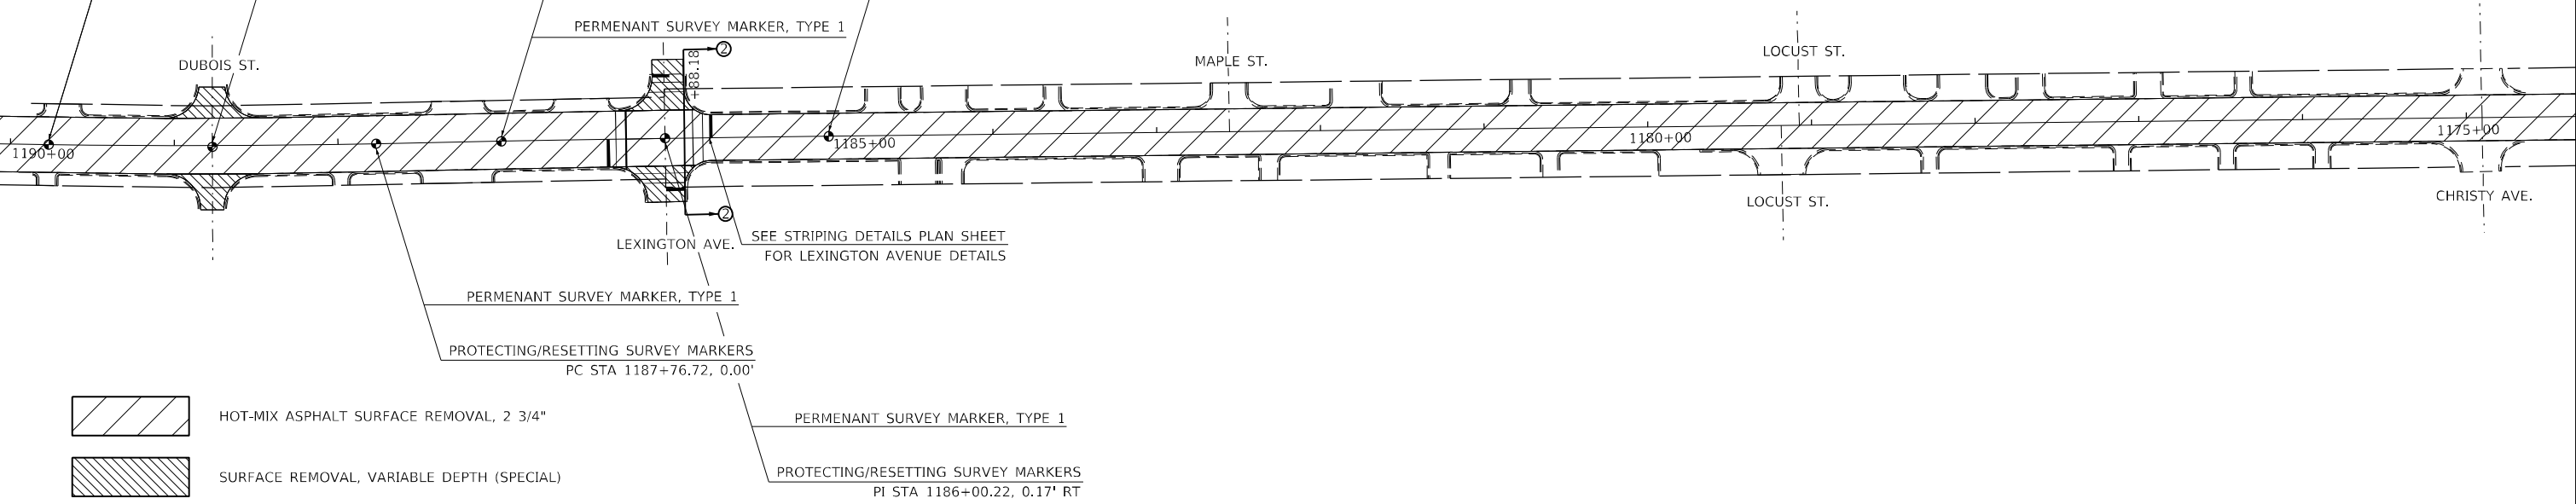 PERMENANT SURVEY MARKER, TYPE 1
2
+88.18
DUBOIS ST.
MAPLE ST.
LOCUST ST.
1190+00
1185+00
1180+00
1175+00
LOCUST ST.
CHRISTY AVE.
2
LEXINGTON AVE.
SEE STRIPING DETAILS PLAN SHEET
FOR LEXINGTON AVENUE DETAILS
PERMENANT SURVEY MARKER, TYPE 1
PROTECTING/RESETTING SURVEY MARKERS
PC STA 1187+76.72, 0.00'
HOT-MIX ASPHALT SURFACE REMOVAL, 2 3/4"
PERMENANT SURVEY MARKER, TYPE 1
SURFACE REMOVAL, VARIABLE DEPTH (SPECIAL)
PROTECTING/RESETTING SURVEY MARKERS
PI STA 1186+00.22, 0.17' RT